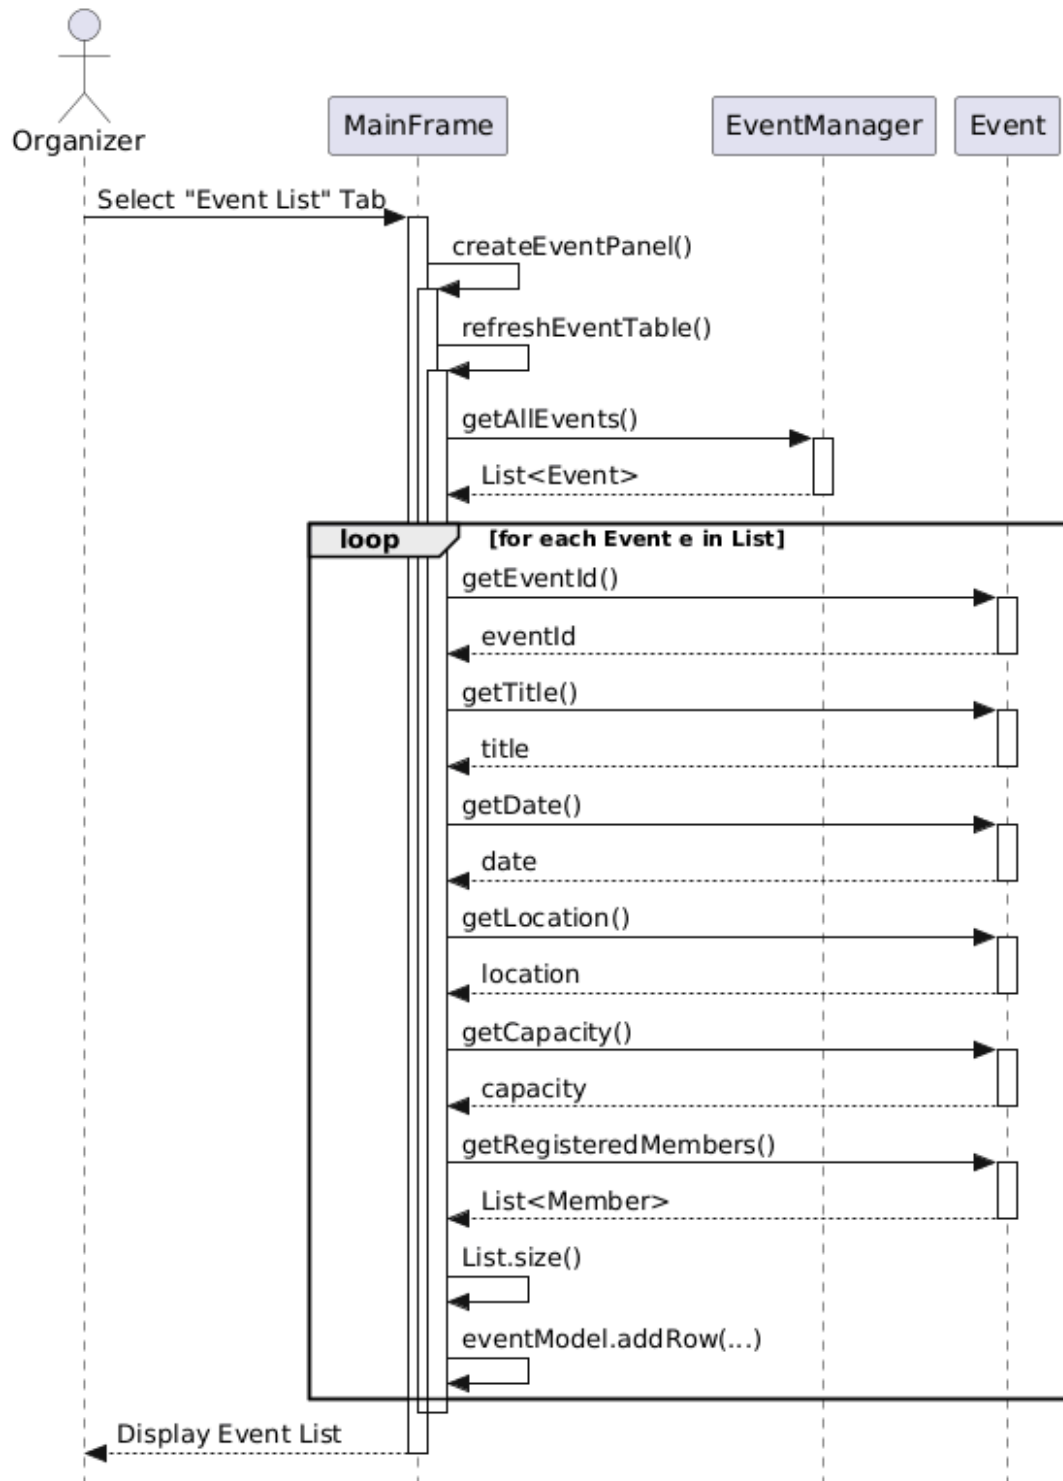 Organizer
MainFrame
EventManager
Event
Select "Event List" Tab
createEventPanel()
refreshEventTable()
getAllEvents()
List<Event>
loop
[for each Event e in List]
getEventId()
eventId
getTitle()
title
getDate()
date
getLocation()
location
getCapacity()
capacity
getRegisteredMembers()
List<Member>
List.size()
eventModel.addRow(...)
Display Event List